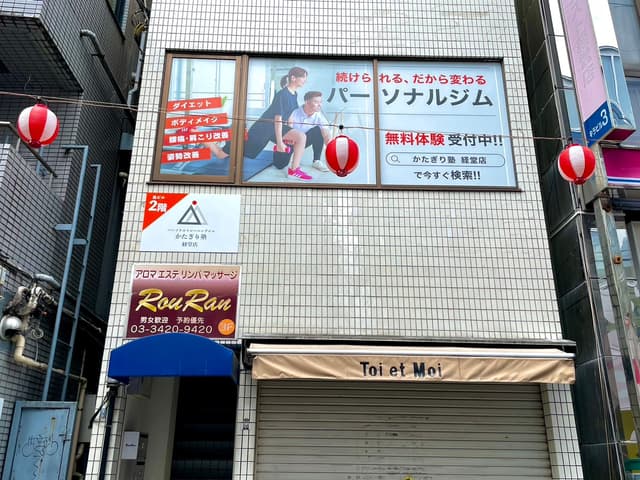 続けられる、だから変わる
パーソナルジム
ダイエット
ボディメイク
腰痛・肩こり改善
姿勢改善
無料体験 受付中!!
かたぎり塾 経堂店
で今すぐ検索!!
2階
かたぎり塾
経堂店
アロマ エステ リンパ マッサージ
RouRan
男女歓迎 予約優先
03-3420-9420
Toi et Moi
3